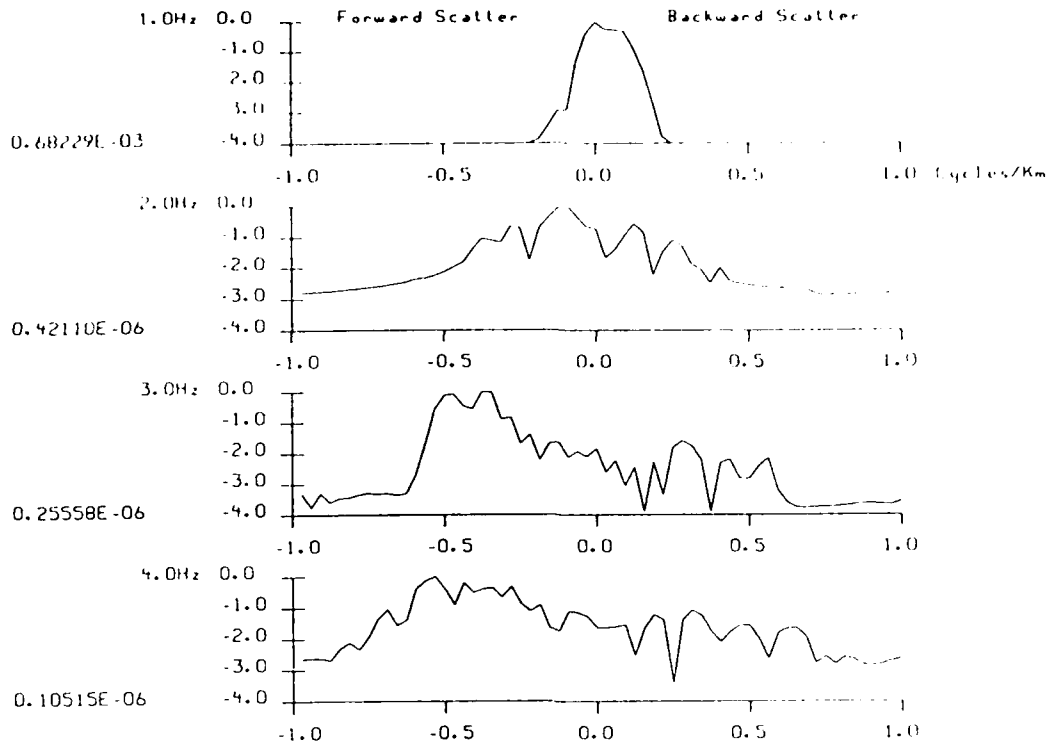 1.0Hz 0.0 Forward Scatter Backward Scatter
-1.0
2.0
3.0
0.68229E-03 -4.0
-1.0 -0.5 0.0 0.5 1.0 Cycles/Km
2.0Hz 0.0
-1.0
-2.0
-3.0
0.42110E-06 -4.0
-1.0 -0.5 0.0 0.5 1.0
3.0Hz 0.0
-1.0
-2.0
-3.0
0.25558E-06 -4.0
-1.0 -0.5 0.0 0.5 1.0
4.0Hz 0.0
-1.0
-2.0
-3.0
0.10515E-06 -4.0
-1.0 -0.5 0.0 0.5 1.0